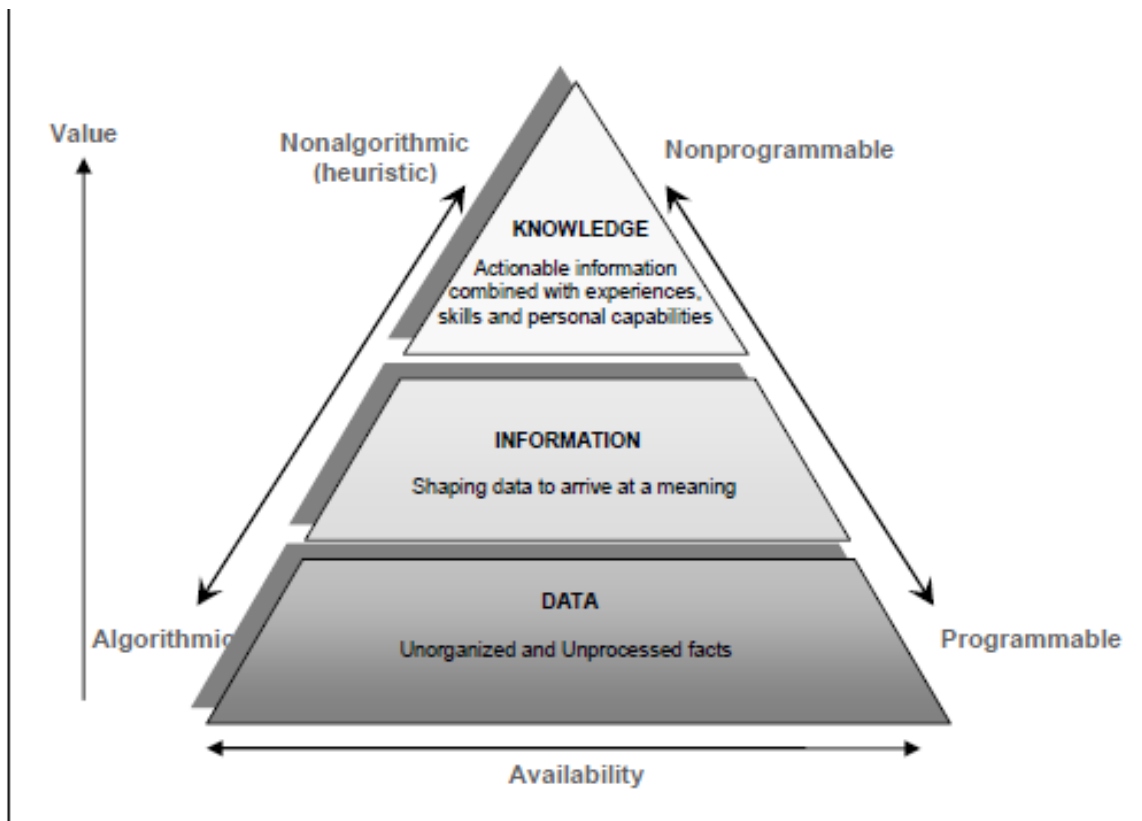 Value
Nonalgorithmic
(heuristic)
Nonprogrammable
KNOWLEDGE
Actionable information
combined with experiences,
skills and personal capabilities
INFORMATION
Shaping data to arrive at a meaning
DATA
Unorganized and Unprocessed facts
Algorithmic
Programmable
Availability